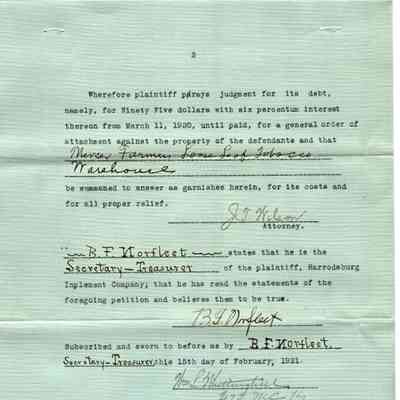 2
Wherefore plaintiff prays judgment for its debt,
namely, for Ninety Five dollars with six percentum interest
thereon from March 11, 1920, until paid, for a general order of
attachment against the property of the defendants and that
Mercer Farmers Loose Leaf Tobacco
Warehouse
be summoned to answer as garnishee herein, for its costs and
for all proper relief.
J. T. Wilson
Attorney.
B. F. Norfleet states that he is the
Secretary-Treasurer of the plaintiff, Harrodsburg
Implement Company; that he has read the statements of the
foregoing petition and believes them to be true.
B. F. Norfleet
Subscribed and sworn to before me by B. F. Norfleet,
Secretary-Treasurer, this 15th day of February, 1921.